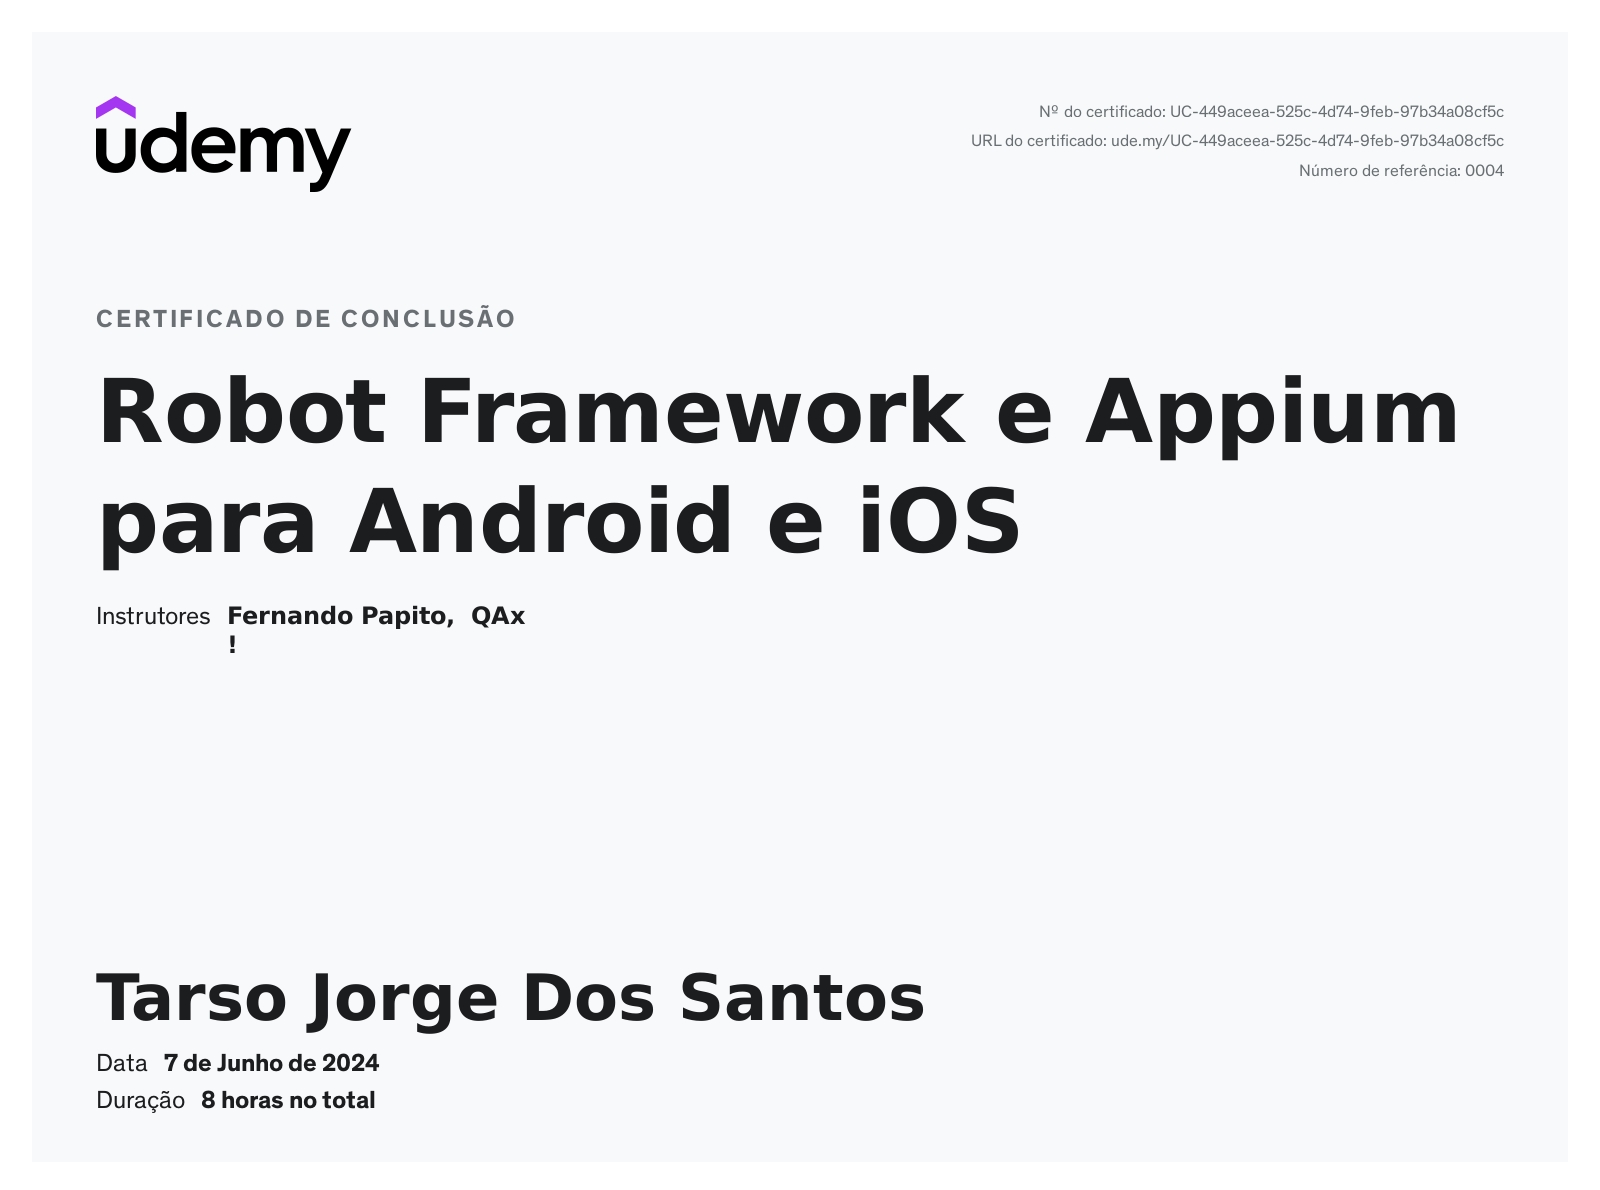 udemy
Nº do certificado: UC-449aceea-525c-4d74-9feb-97b34a08cf5c
URL do certificado: ude.my/UC-449aceea-525c-4d74-9feb-97b34a08cf5c
Número de referência: 0004
CERTIFICADO DE CONCLUSÃO
Robot Framework e Appium
para Android e iOS
Instrutores Fernando Papito, QAx
!
Tarso Jorge Dos Santos
Data 7 de Junho de 2024
Duração 8 horas no total